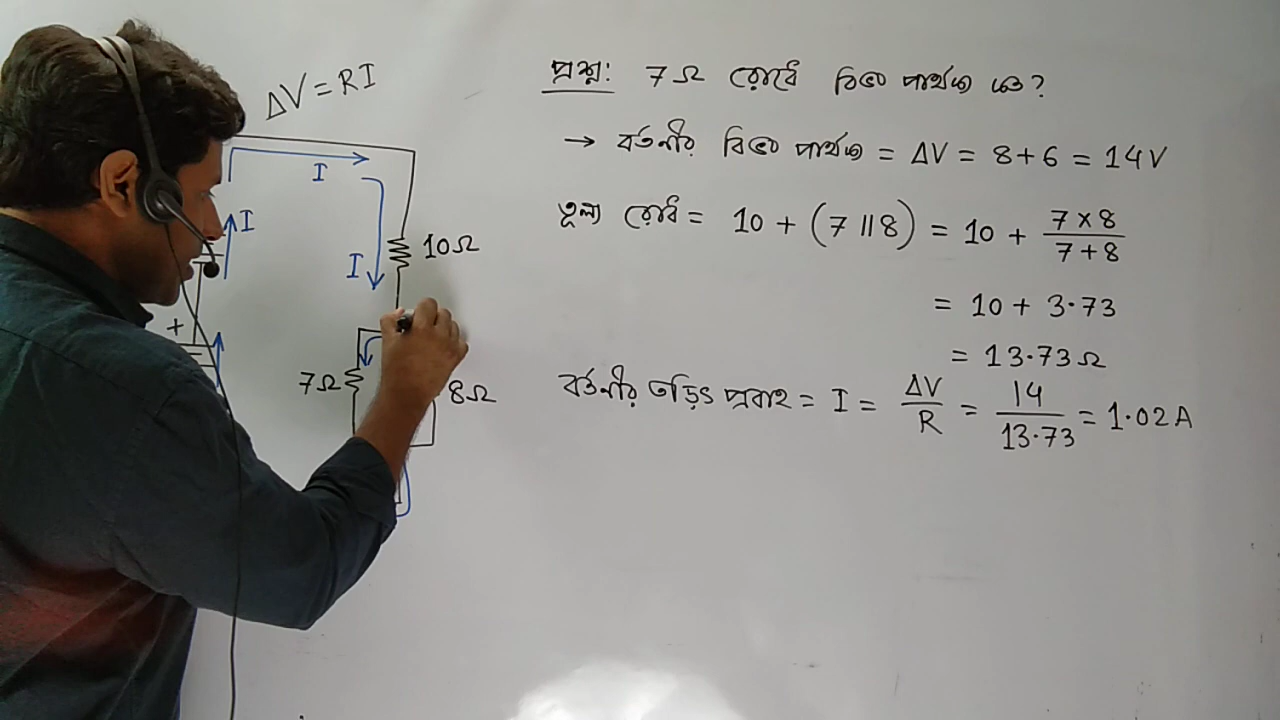 ΔV = RI
I
I
I
10Ω
+
7Ω
8Ω
প্রশ্ন: 7Ω রোধে বিভব পার্থক্য কত?
→ বর্তনীর বিভব পার্থক্য = ΔV = 8+6 = 14V
তুল্য রোধ = 10 + (7 || 8) = 10 + 7 × 8 / 7 + 8
= 10 + 3.73
= 13.73Ω
বর্তনীর তড়িৎ প্রবাহ = I = ΔV / R = 14 / 13.73 = 1.02A